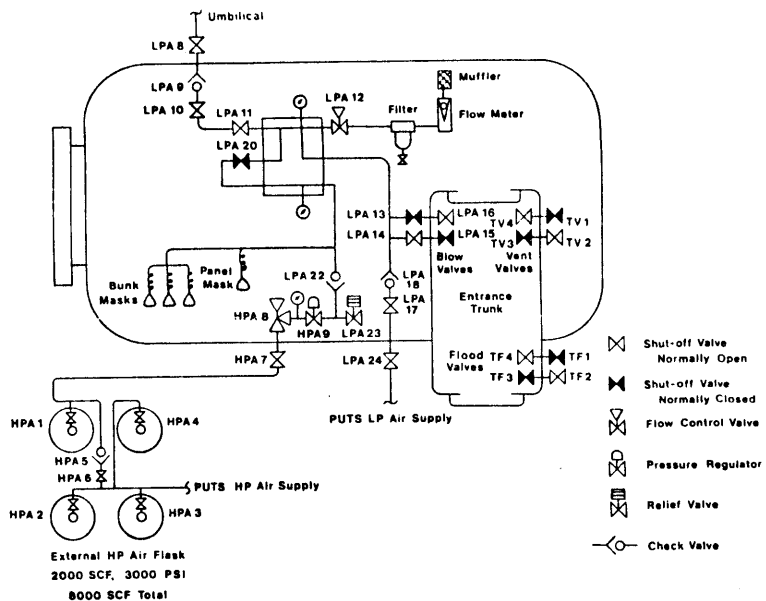 Umbilical
LPA 8
LPA 9
LPA 10
LPA 11
LPA 12
Muffler
Filter
Flow Meter
LPA 20
LPA 13
LPA 16
TV4
TV 1
LPA 14
LPA 15
TV3
TV 2
Blow
Valves
Vent
Valves
Bunk
Masks
Panel
Mask
LPA 22
LPA
18
LPA
17
Entrance
Trunk
HPA 8
HPA9
LPA23
HPA 7
LPA 24
Flood
Valves
TF4
TF1
TF3
TF2
PUTS LP Air Supply
HPA 1
HPA 4
HPA 5
HPA 6
PUTS HP Air Supply
HPA 2
HPA 3
External HP Air Flask
2000 SCF, 3000 PSI
8000 SCF Total
Shut-off Valve
Normally Open
Shut-off Valve
Normally Closed
Flow Control Valve
Pressure Regulator
Relief Valve
Check Valve